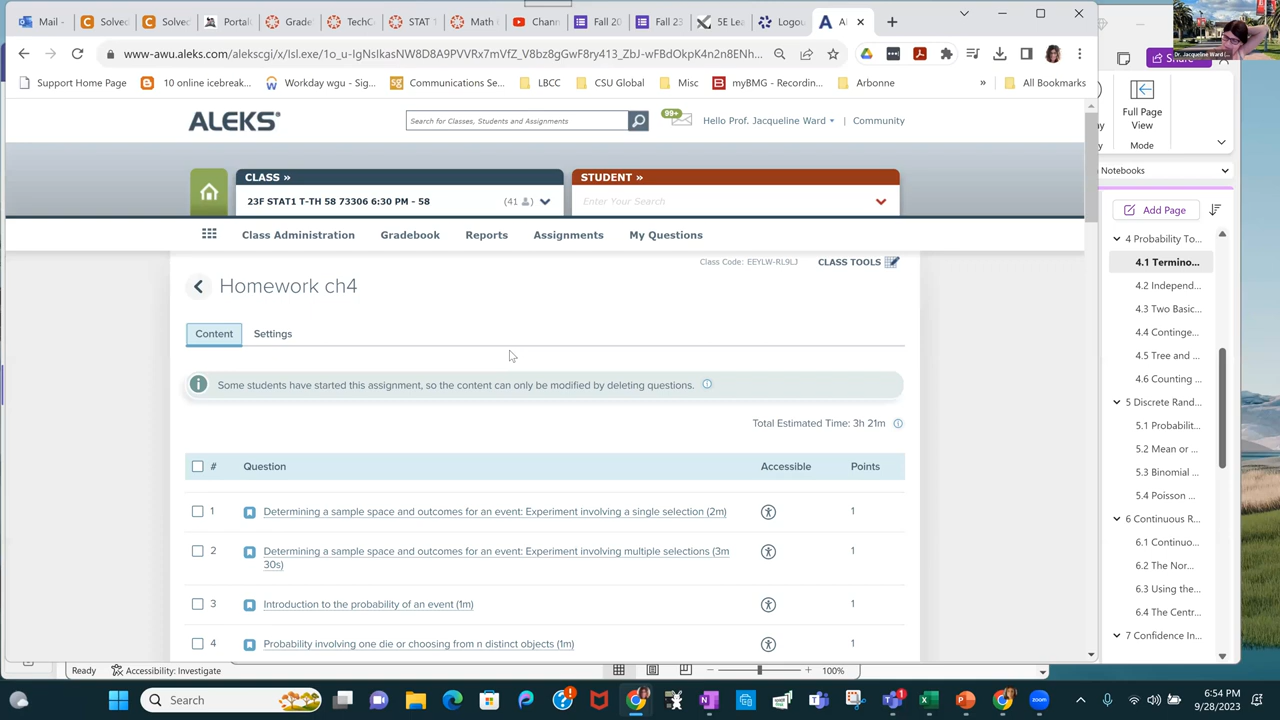 Mail -
Solved
Solvec
Portal
Grade
TechC
STAT 1
Math
Chann
Fall 20
Fall 23
5E Lea
Logou
www-awu.aleks.com/alekscgi/x/Isl.exe/
Support Home Page
10 online icebreak...
Workday wgu - Sig...
Communications Se...
LBCC
CSU Global
Misc
myBMG - Recordin...
Arbonne
»
All Bookmarks
ALEKS
Search for Classes, Students and Assignments
99+
Hello Prof. Jacqueline Ward
| Community
CLASS »
23F STAT1 T-TH 58 73306 6:30 PM - 58
(41 )
STUDENT »
Enter Your Search
Class Administration
Gradebook
Reports
Assignments
My Questions
Class Code: EEYLW-RL9LJ
CLASS TOOLS
Homework ch4
Content
Settings
Some students have started this assignment, so the content can only be modified by deleting questions.
Total Estimated Time: 3h 21m
# Question Accessible Points
1 Determining a sample space and outcomes for an event: Experiment involving a single selection (2m) 1
2 Determining a sample space and outcomes for an event: Experiment involving multiple selections (3m 1
30s)
3 Introduction to the probability of an event (1m) 1
4 Probability involving one die or choosing from n distinct objects (1m) 1
Dr. Jacqueline Ward
Share
Full Page
View
Mode
Notebooks
Add Page
4 Probability To...
4.1 Termino...
4.2 Independ...
4.3 Two Basic...
4.4 Continge...
4.5 Tree and ...
4.6 Counting ...
5 Discrete Rand...
5.1 Probabilit...
5.2 Mean or ...
5.3 Binomial ...
5.4 Poisson ...
6 Continuous R...
6.1 Continuo...
6.2 The Nor...
6.3 Using the...
6.4 The Centr...
7 Confidence In...
Ready
Accessibility: Investigate
100%
Search
6:54 PM
9/28/2023